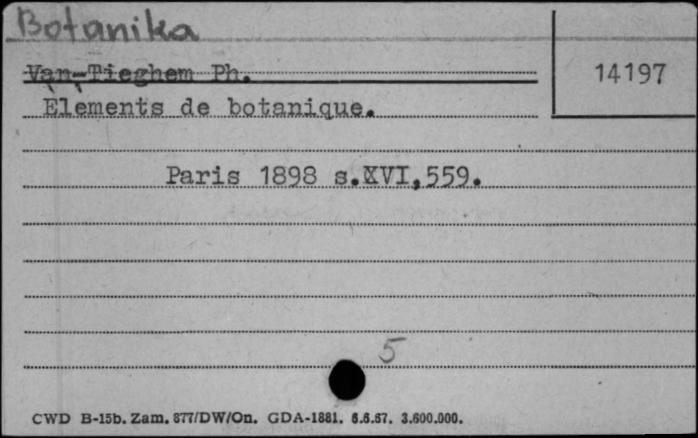 Botanika
Van-Tieghem Ph.
14197
Elements de botanique.
Paris 1898 s.XVI,559.
5
CWD B-15b. Zam. 877/DW/On. GDA-1881. 6.6.67. 3.600.000.